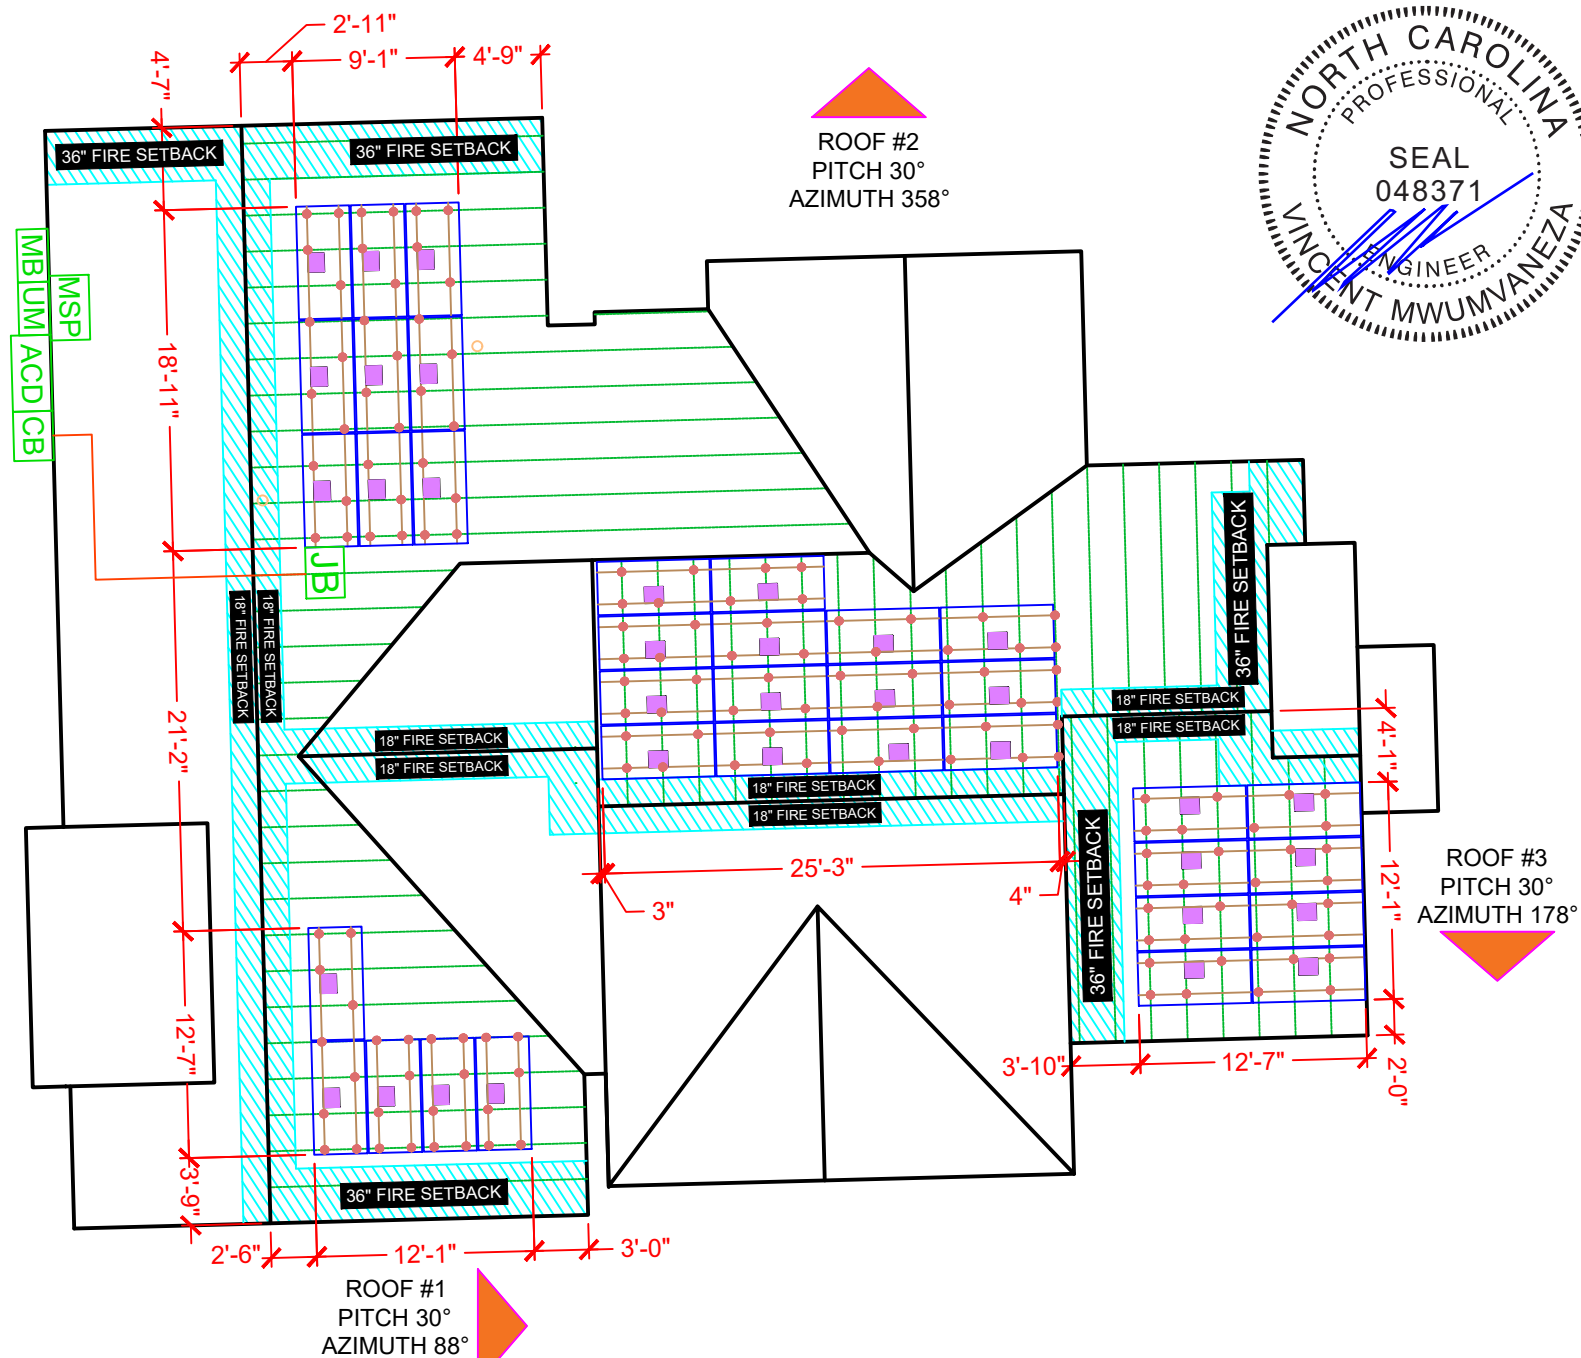 2'-11"
9'-1"
4'-9"
4'-7"
36" FIRE SETBACK
36" FIRE SETBACK
ROOF #2
PITCH 30°
AZIMUTH 358°
NORTH CAROLINA
PROFESSIONAL
SEAL
048371
ENGINEER
VINCENT MWUMVANEZA
MB UM ACD CB
MSP
18'-11"
JB
18" FIRE SETBACK
18" FIRE SETBACK
36" FIRE SETBACK
21'-2"
18" FIRE SETBACK
18" FIRE SETBACK
18" FIRE SETBACK
18" FIRE SETBACK
18" FIRE SETBACK
18" FIRE SETBACK
4'-1"
25'-3"
3"
4"
36" FIRE SETBACK
12'-1"
ROOF #3
PITCH 30°
AZIMUTH 178°
12'-7"
3'-10"
12'-7"
2'-0"
3'-9"
36" FIRE SETBACK
2'-6"
12'-1"
3'-0"
ROOF #1
PITCH 30°
AZIMUTH 88°